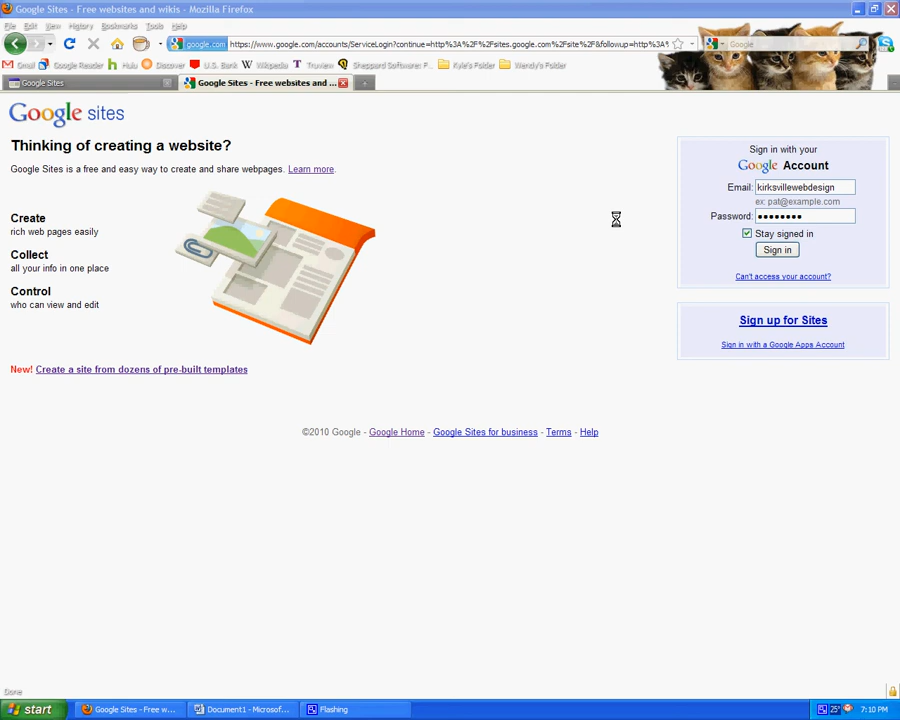 Google Sites - Free websites and wikis - Mozilla Firefox
File Edit View History Bookmarks Tools Help
google.com https://www.google.com/accounts/ServiceLogin?continue=http%3A%2F%2Fsites.google.com%2Fsite%2F&followup=http%3A% Google
Gmail Google Reader Hulu Discover U.S. Bank Wikipedia Truview Sheppard Software: F... Kyle's Folder Wendy's Folder
Google Sites Google Sites - Free websites and ...
Google sites
Thinking of creating a website?
Google Sites is a free and easy way to create and share webpages. Learn more.
Create
rich web pages easily
Collect
all your info in one place
Control
who can view and edit
New! Create a site from dozens of pre-built templates
Sign in with your
Google Account
Email: kirksvillewebdesign
ex: pat@example.com
Password: ••••••••
Stay signed in
Sign in
Can't access your account?
Sign up for Sites
Sign in with a Google Apps Account
©2010 Google - Google Home - Google Sites for business - Terms - Help
Done
start Google Sites - Free w... Document1 - Microsof... Flashing 25° 7:10 PM